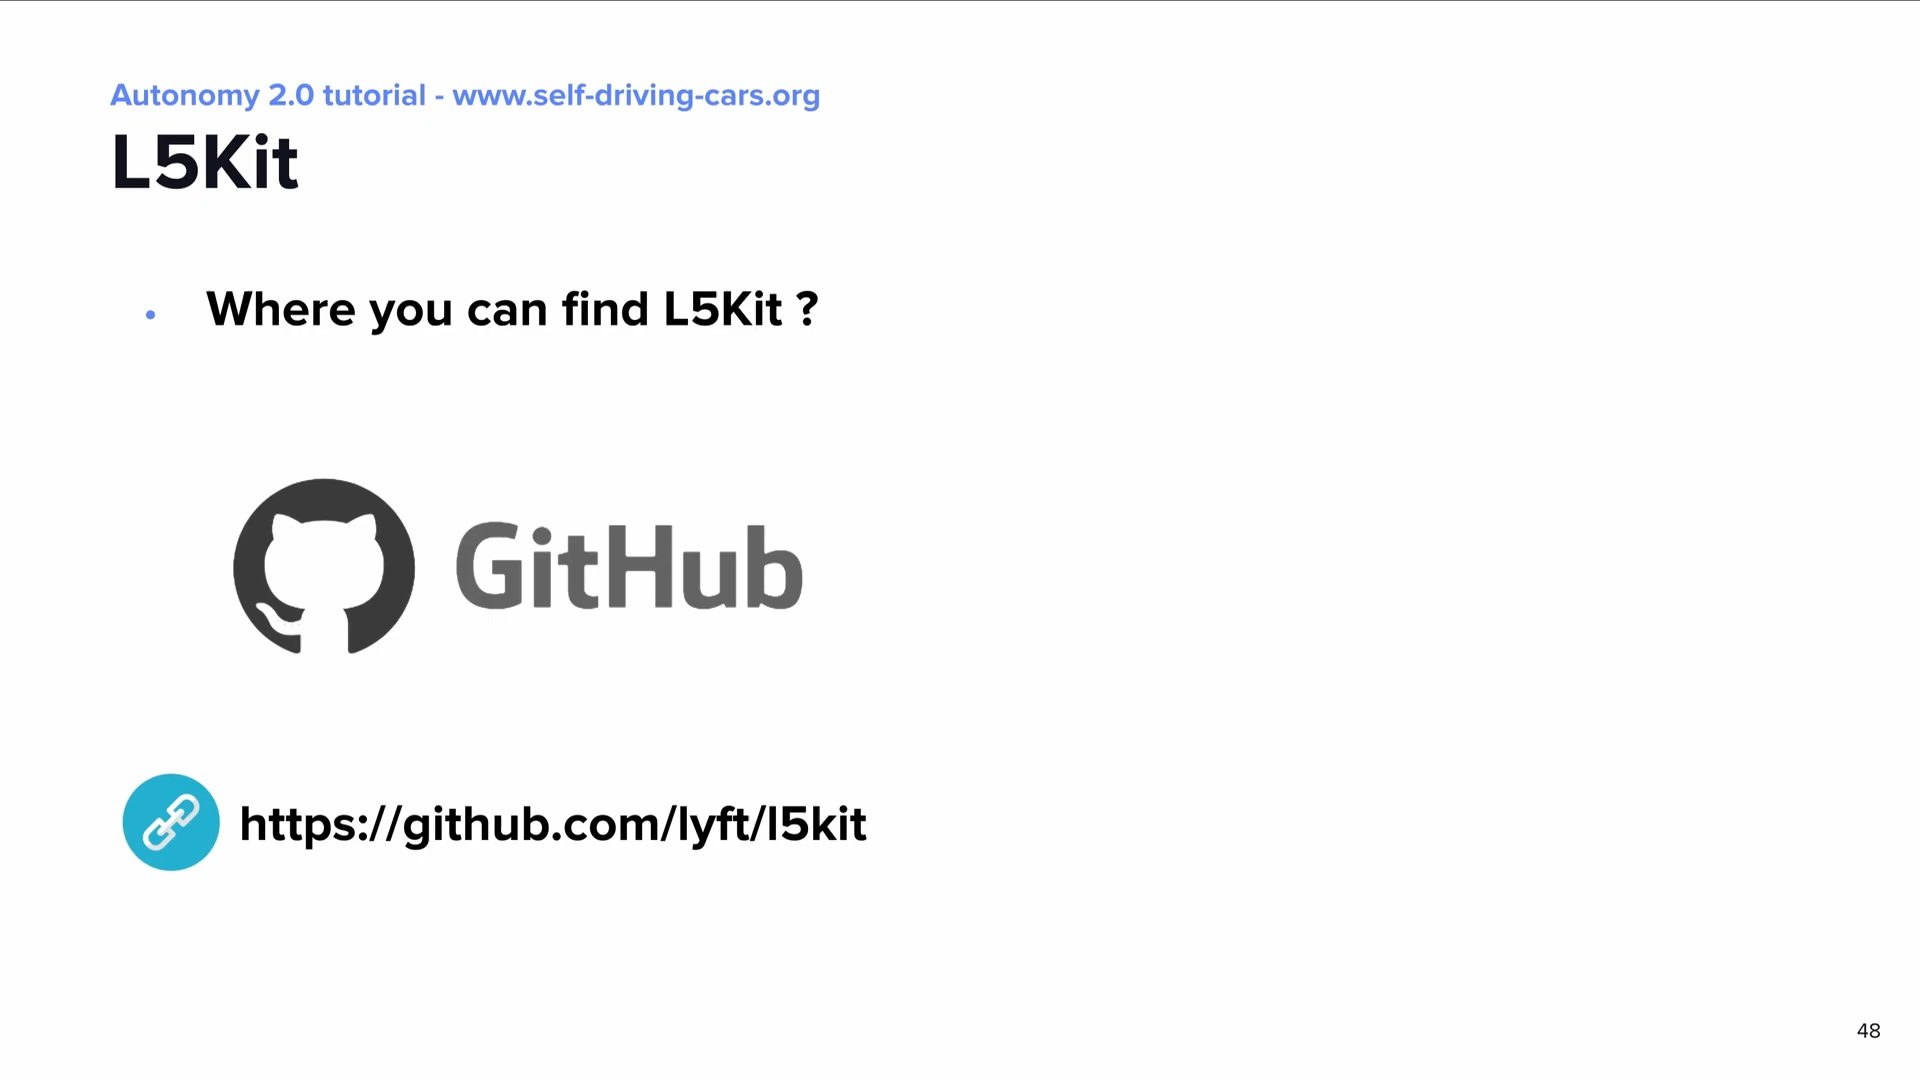 Autonomy 2.0 tutorial - www.self-driving-cars.org
L5Kit
• Where you can find L5Kit ?
GitHub
https://github.com/lyft/l5kit
48